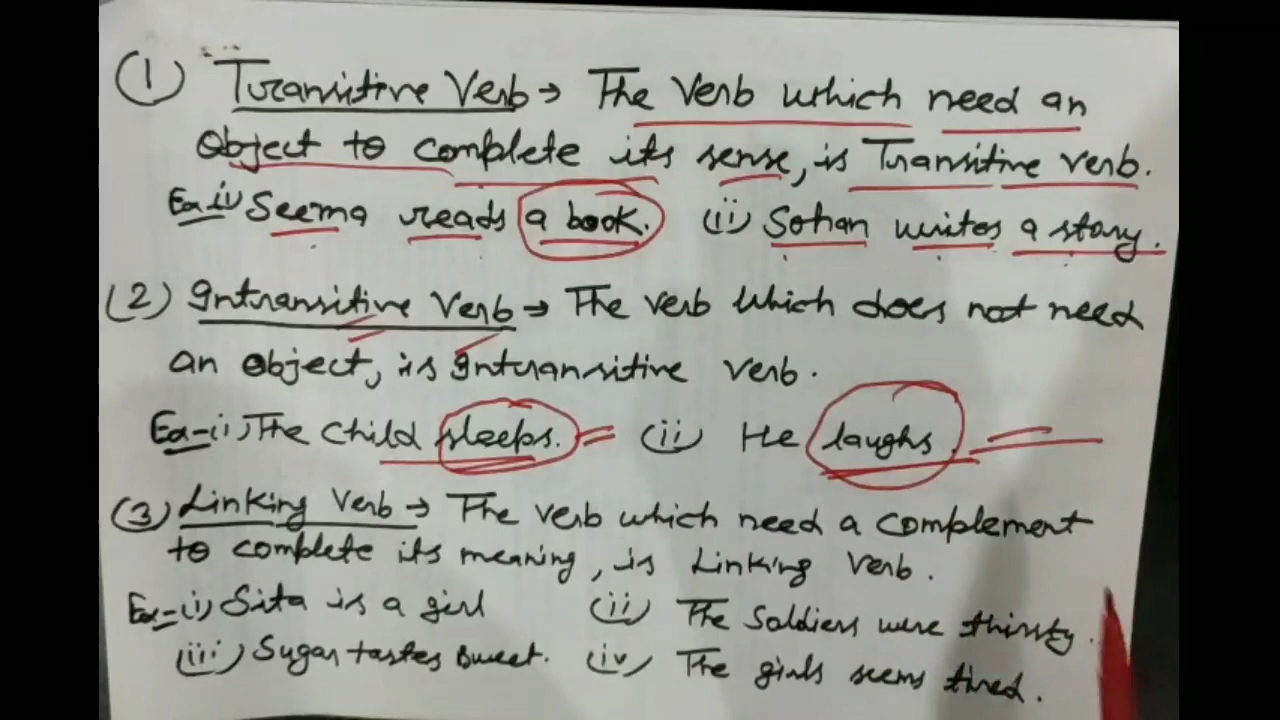 (1) Transitive Verb → The verb which need an
object to complete its sense, is Transitive verb.
Ex-i) Seema reads a book. (ii) Sohan writes a story.
(2) Intransitive Verb → The verb which does not need
an object, is Intransitive verb.
Ex-(i) The child sleeps. (ii) He laughs.
(3) Linking Verb → The verb which need a complement
to complete its meaning, is Linking verb.
Ex-(i) Sita is a girl (ii) The Soldiers were thirsty.
(iii) Sugar tastes sweet. (iv) The girls seems tired.